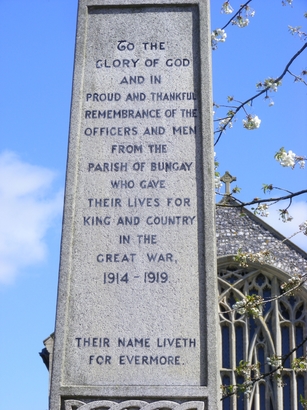 TO THE
GLORY OF GOD
AND IN
PROUD AND THANKFUL
REMEMBRANCE OF THE
OFFICERS AND MEN
FROM THE
PARISH OF BUNGAY
WHO GAVE
THEIR LIVES FOR
KING AND COUNTRY
IN THE
GREAT WAR,
1914 - 1919.
THEIR NAME LIVETH
FOR EVERMORE.